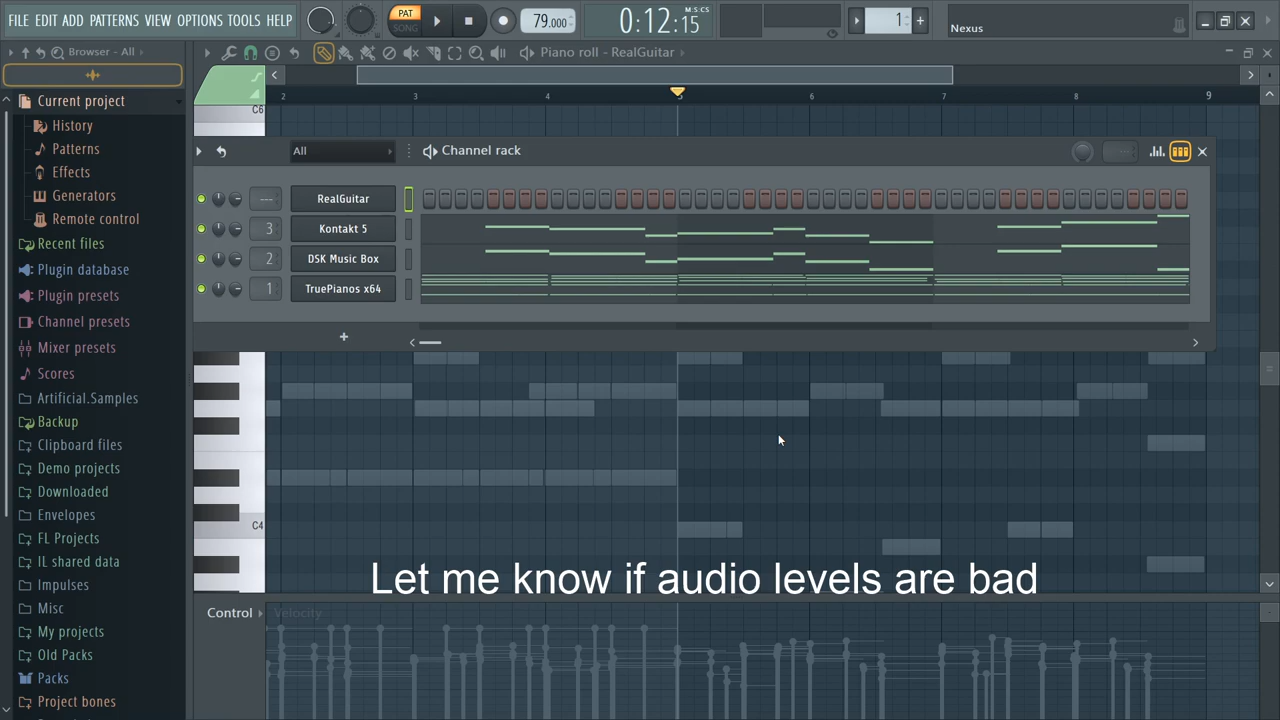 FILE EDIT ADD PATTERNS VIEW OPTIONS TOOLS HELP
PAT
SONG
79.000
0:12:15
M:S:CS
1
Nexus
Browser - All
Piano roll - RealGuitar
Current project
History
Patterns
Effects
Generators
Remote control
Recent files
Plugin database
Plugin presets
Channel presets
Mixer presets
Scores
Artificial.Samples
Backup
Clipboard files
Demo projects
Downloaded
Envelopes
FL Projects
IL shared data
Impulses
Misc
My projects
Old Packs
Packs
Project bones
2 3 4 5 6 7 8 9
C6
All
Channel rack
--- RealGuitar
3 Kontakt 5
2 DSK Music Box
1 TruePianos x64
+
C4
Let me know if audio levels are bad
Control
Velocity